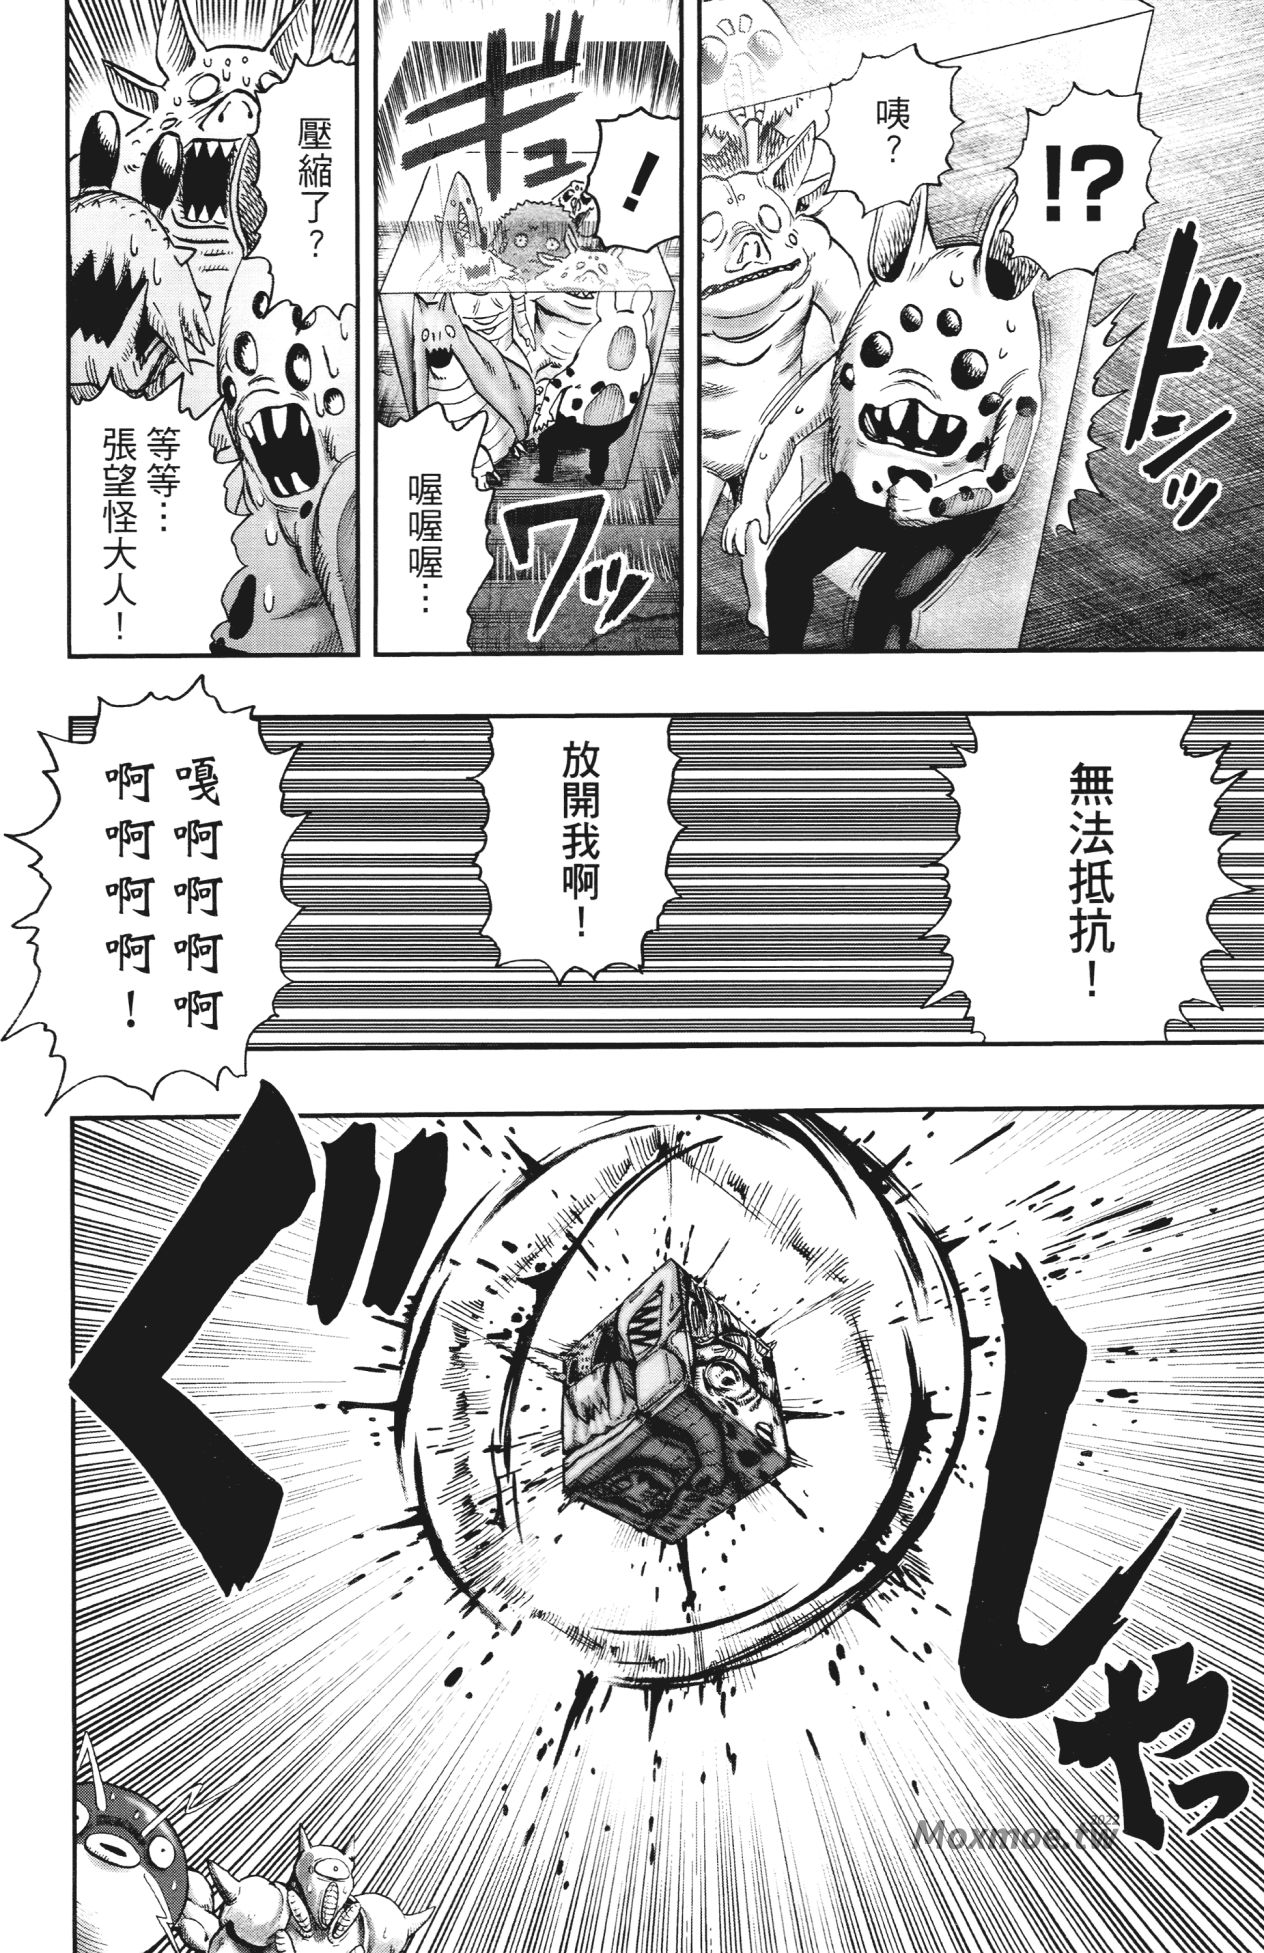 !?
咦?
ドンッ
!
ギュ
ワッ
喔喔喔…
壓縮了?
等等…
張望怪大人!
無法抵抗!
放開我啊!
嘎啊啊啊啊
啊啊啊啊!
ぐしゃっ
2022
Moxmoe.tw